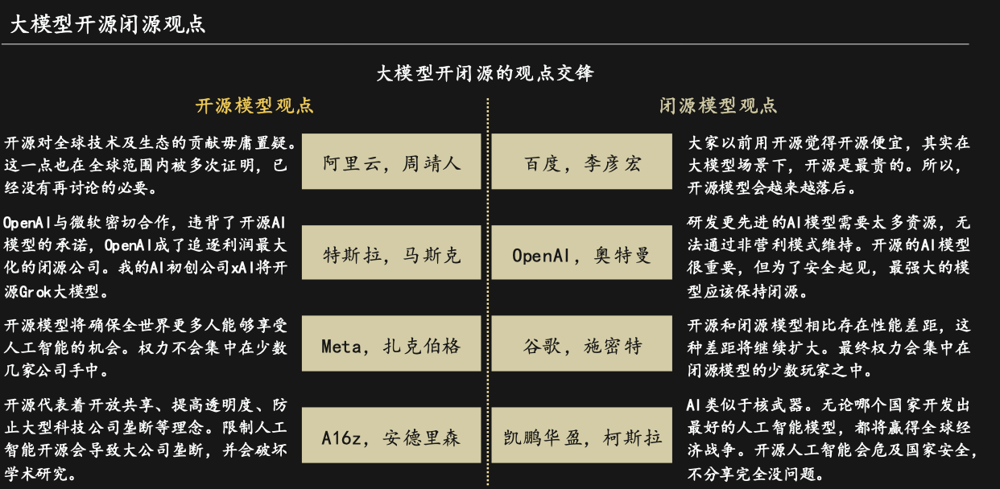 大模型开源闭源观点
大模型开闭源的观点交锋
开源模型观点
开源对全球技术及生态的贡献毋庸置疑。
这一点也在全球范围内被多次证明，已
经没有再讨论的必要。
阿里云，周靖人
OpenAI与微软密切合作，违背了开源AI
模型的承诺，OpenAI成了追逐利润最大
化的闭源公司。我的AI初创公司xAI将开
源Grok大模型。
特斯拉，马斯克
开源模型将确保全世界更多人能够享受
人工智能的机会。权力不会集中在少数
几家公司手中。
Meta，扎克伯格
开源代表着开放共享、提高透明度、防
止大型科技公司垄断等理念。限制人工
智能开源会导致大公司垄断，并会破坏
学术研究。
A16z，安德里森
闭源模型观点
百度，李彦宏
大家以前用开源觉得开源便宜，其实在
大模型场景下，开源是最贵的。所以，
开源模型会越来越落后。
OpenAI，奥特曼
研发更先进的AI模型需要太多资源，无
法通过非营利模式维持。开源的AI模型
很重要，但为了安全起见，最强大的模
型应该保持闭源。
谷歌，施密特
开源和闭源模型相比存在性能差距，这
种差距将继续扩大。最终权力会集中在
闭源模型的少数玩家之中。
凯鹏华盈，柯斯拉
AI类似于核武器。无论哪个国家开发出
最好的人工智能模型，都将赢得全球经
济战争。开源人工智能会危及国家安全，
不分享完全没问题。